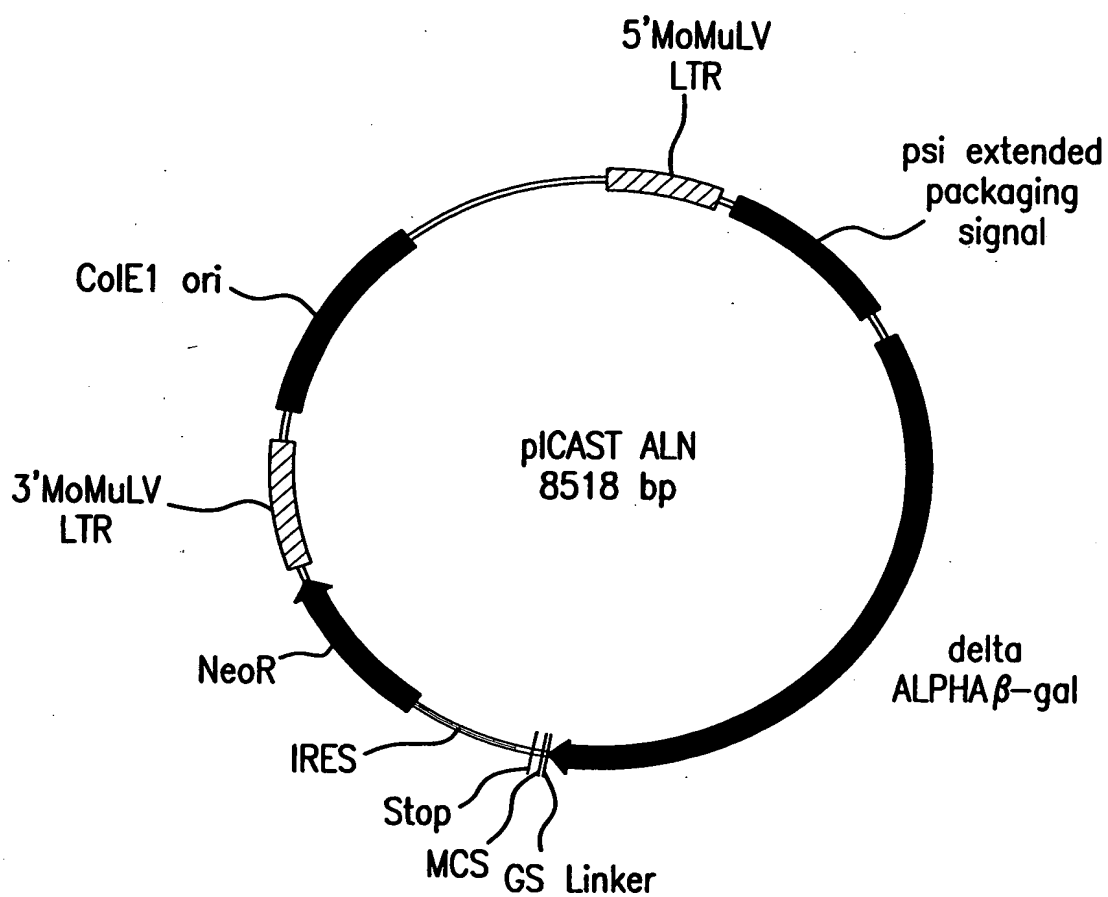 5'MoMuLV
LTR
psi extended
packaging
signal
ColE1 ori
pICAST ALN
8518 bp
3'MoMuLV
LTR
delta
ALPHA β-gal
NeoR
IRES
Stop
MCS
GS Linker